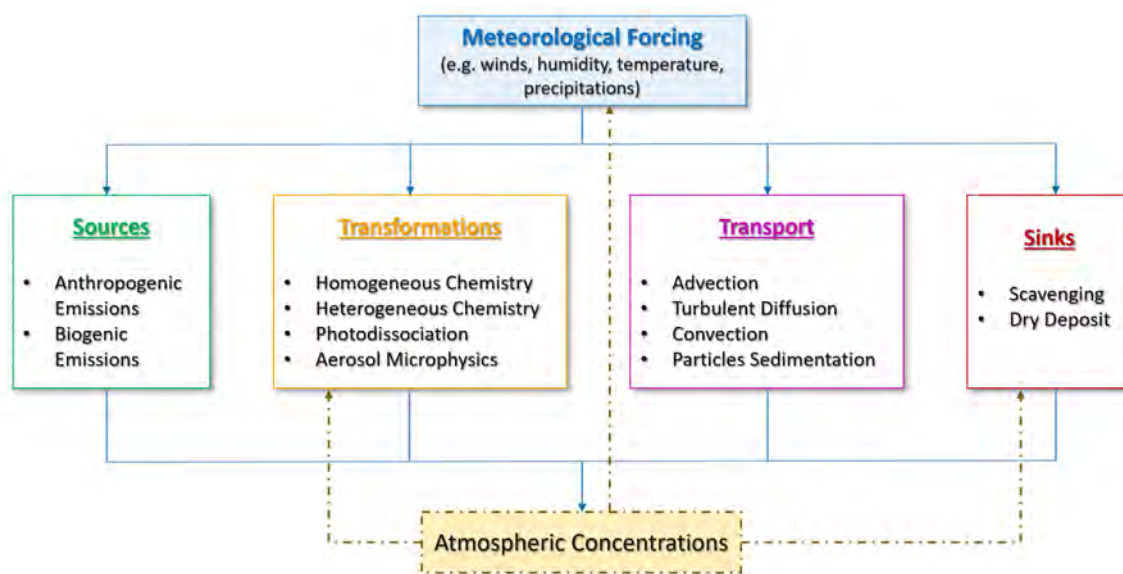 Meteorological Forcing
(e.g. winds, humidity, temperature,
precipitations)
Sources
• Anthropogenic
Emissions
• Biogenic
Emissions
Transformations
• Homogeneous Chemistry
• Heterogeneous Chemistry
• Photodissociation
• Aerosol Microphysics
Transport
• Advection
• Turbulent Diffusion
• Convection
• Particles Sedimentation
Sinks
• Scavenging
• Dry Deposit
Atmospheric Concentrations